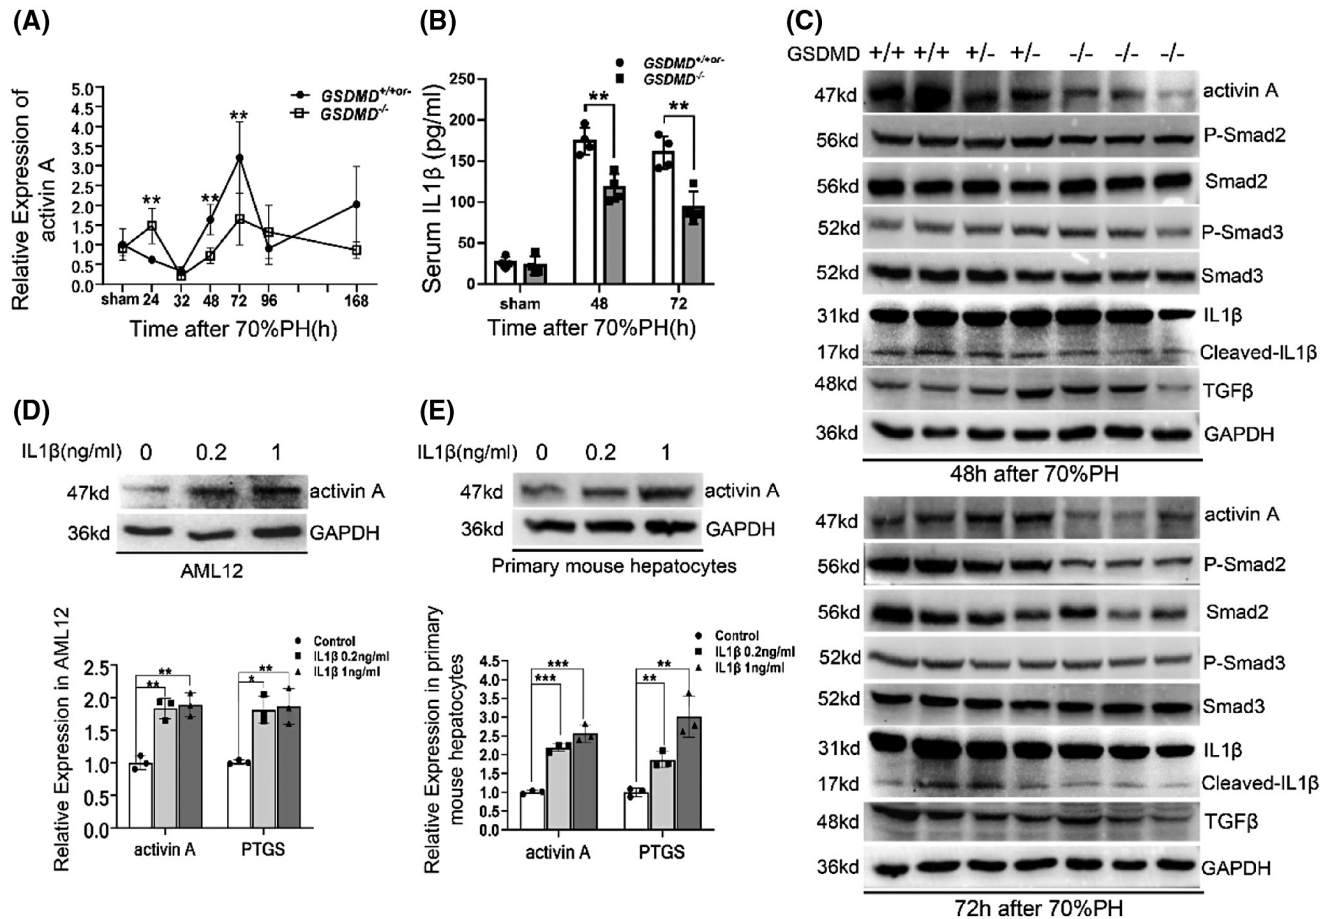 (A)
Relative Expression of
activin A
5.0
4.5
4.0
3.5
3.0
2.5
2.0
1.5
1.0
0.5
0.0
GSDMD+/+or-
GSDMD-/-
**
**
**
sham 24 32 48 72 96 168
Time after 70%PH(h)
(B)
Serum IL1β (pg/ml)
250
200
150
100
50
0
GSDMD+/+or-
GSDMD-/-
**
**
sham 48 72
Time after 70%PH(h)
(C)
GSDMD +/+ +/+ +/- +/- -/- -/- -/-
47kd activin A
56kd P-Smad2
56kd Smad2
52kd P-Smad3
52kd Smad3
31kd IL1β
17kd Cleaved-IL1β
48kd TGFβ
36kd GAPDH
48h after 70%PH
47kd activin A
56kd P-Smad2
56kd Smad2
52kd P-Smad3
52kd Smad3
31kd IL1β
17kd Cleaved-IL1β
48kd TGFβ
36kd GAPDH
72h after 70%PH
(D)
IL1β(ng/ml) 0 0.2 1
47kd activin A
36kd GAPDH
AML12
Relative Expression in AML12
2.5
2.0
1.5
1.0
0.5
0.0
Control
IL1β 0.2ng/ml
IL1β 1ng/ml
**
**
**
*
activin A PTGS
(E)
IL1β(ng/ml) 0 0.2 1
47kd activin A
36kd GAPDH
Primary mouse hepatocytes
Relative Expression in primary
mouse hepatocytes
4.5
4.0
3.5
3.0
2.5
2.0
1.5
1.0
0.5
0.0
Control
IL1β 0.2ng/ml
IL1β 1ng/ml
***
***
**
**
activin A PTGS